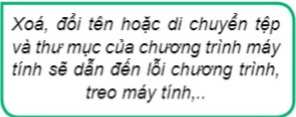 Xoá, đổi tên hoặc di chuyển tệp
và thư mục của chương trình máy
tính sẽ dẫn đến lỗi chương trình,
treo máy tính,..